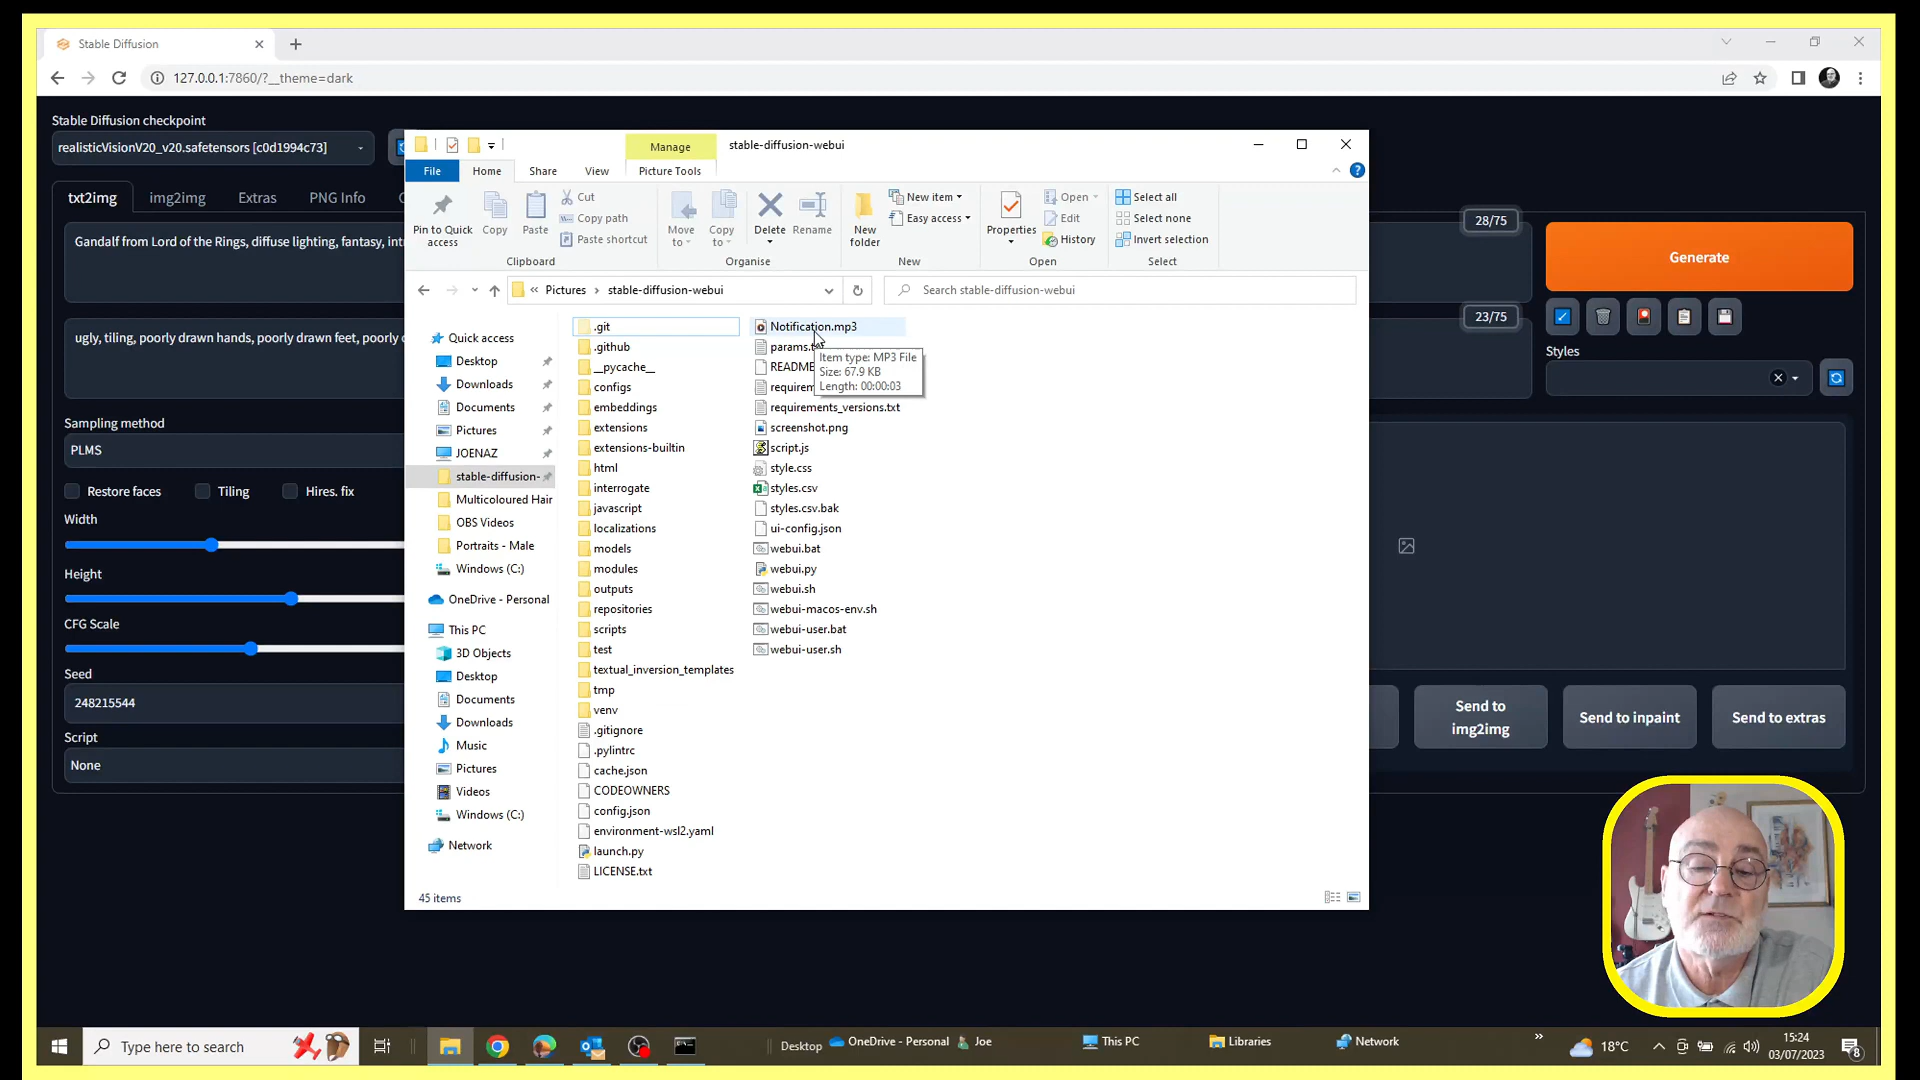 Stable Diffusion
127.0.0.1:7860/?__theme=dark
Stable Diffusion checkpoint
realisticVisionV20_v20.safetensors [c0d1994c73]
txt2img
img2img
Extras
PNG Info
Gandalf from Lord of the Rings, diffuse lighting, fantasy, int
ugly, tiling, poorly drawn hands, poorly drawn feet, poorly
Sampling method
PLMS
Restore faces
Tiling
Hires. fix
Width
Height
CFG Scale
Seed
248215544
Script
None
Manage
stable-diffusion-webui
File
Home
Share
View
Picture Tools
Pin to Quick
access
Copy
Paste
Cut
Copy path
Paste shortcut
Clipboard
Move
to
Copy
to
Delete
Rename
Organise
New
folder
New item
Easy access
New
Properties
Open
Edit
History
Open
Select all
Select none
Invert selection
Select
« Pictures › stable-diffusion-webui
Search stable-diffusion-webui
Quick access
Desktop
Downloads
Documents
Pictures
JOENAZ
stable-diffusion-
Multicoloured Hair
OBS Videos
Portraits - Male
Windows (C:)
OneDrive - Personal
This PC
3D Objects
Desktop
Documents
Downloads
Music
Pictures
Videos
Windows (C:)
Network
.git
.github
__pycache__
configs
embeddings
extensions
extensions-builtin
html
interrogate
javascript
localizations
models
modules
outputs
repositories
scripts
test
textual_inversion_templates
tmp
venv
.gitignore
.pylintrc
cache.json
CODEOWNERS
config.json
environment-wsl2.yaml
launch.py
LICENSE.txt
Notification.mp3
params.t
README
requirem
requirements_versions.txt
screenshot.png
script.js
style.css
styles.csv
styles.csv.bak
ui-config.json
webui.bat
webui.py
webui.sh
webui-macos-env.sh
webui-user.bat
webui-user.sh
Item type: MP3 File
Size: 67.9 KB
Length: 00:00:03
45 items
28/75
Generate
23/75
Styles
Send to
img2img
Send to inpaint
Send to extras
Type here to search
Desktop
OneDrive - Personal
Joe
This PC
Libraries
Network
»
18°C
15:24
03/07/2023
8